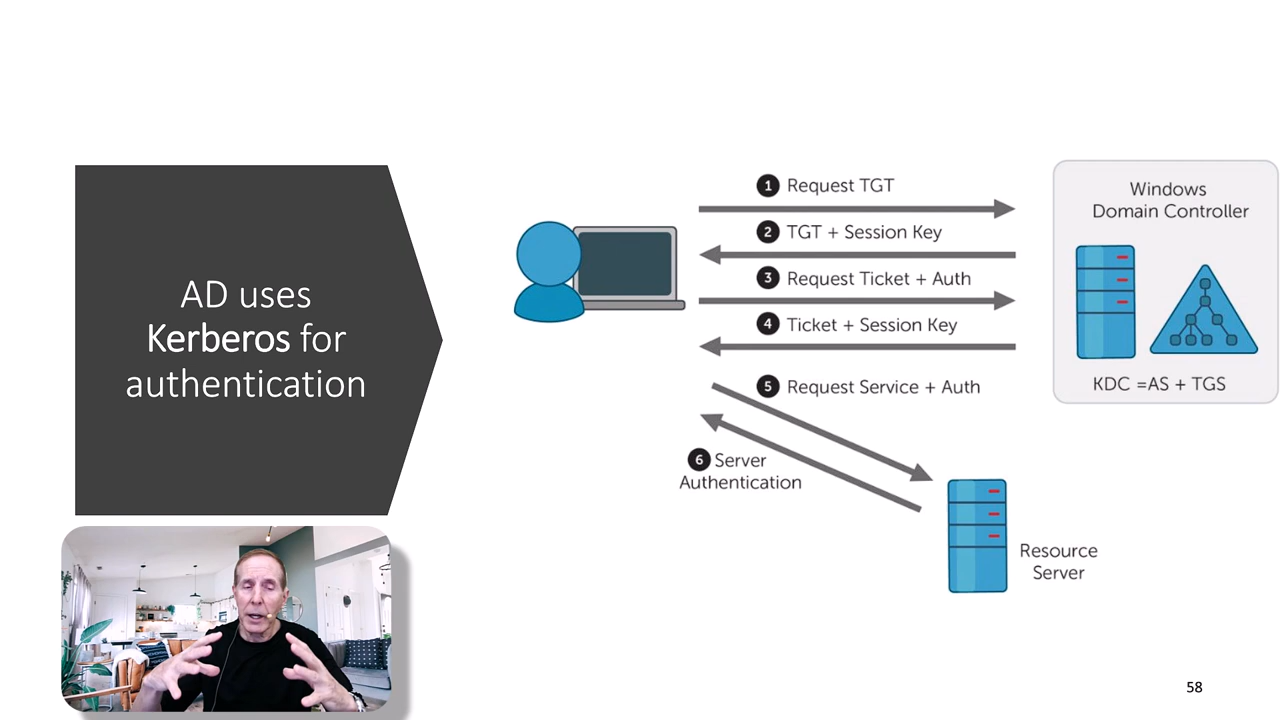 AD uses
Kerberos for
authentication
1 Request TGT
2 TGT + Session Key
3 Request Ticket + Auth
4 Ticket + Session Key
5 Request Service + Auth
6 Server
Authentication
Windows
Domain Controller
KDC =AS + TGS
Resource
Server
58